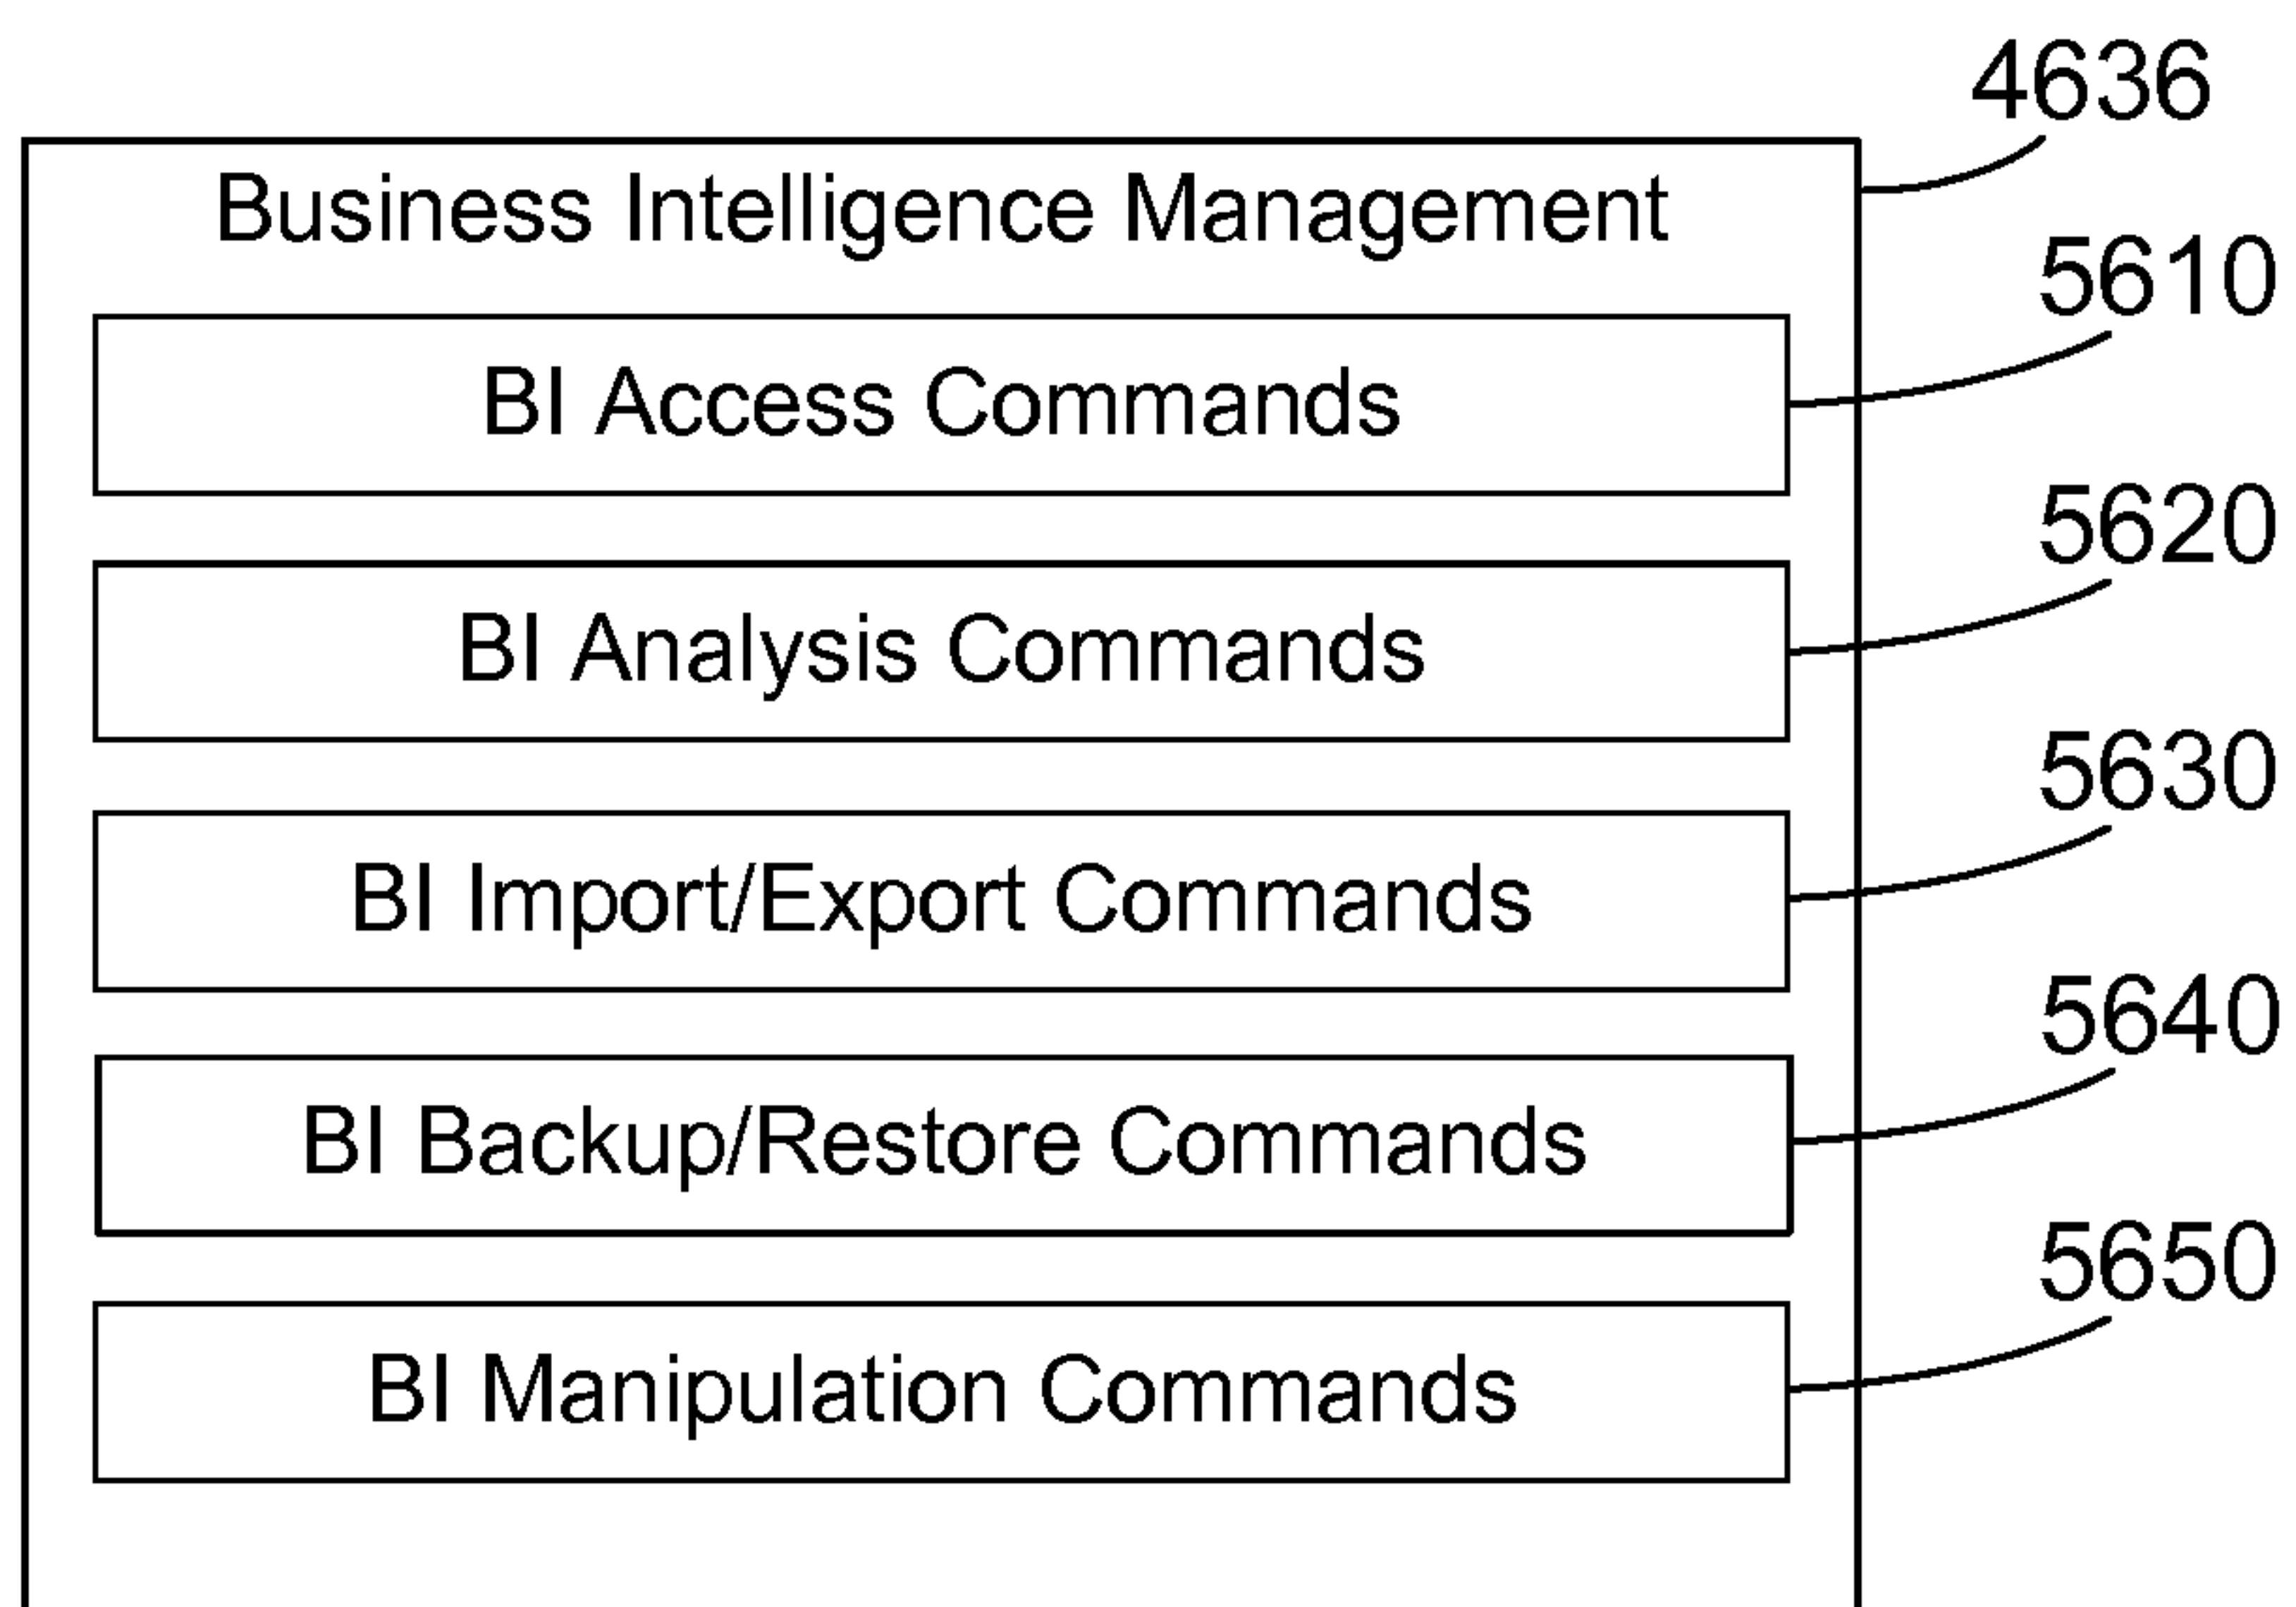 4636
Business Intelligence Management
5610
BI Access Commands
5620
BI Analysis Commands
5630
BI Import/Export Commands
5640
BI Backup/Restore Commands
5650
BI Manipulation Commands